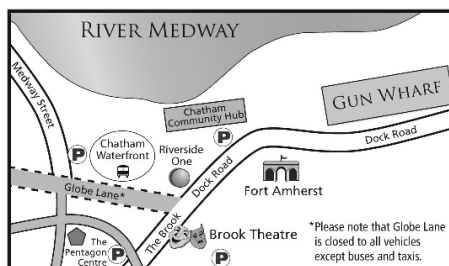 RIVER MEDWAY
Medway Street
Chatham
Community Hub
GUN WHARF
P
Dock Road
Chatham
Waterfront
P
Riverside
One
Dock Road
Fort Amherst
Globe Lane*
The Brook
Brook Theatre
The
Pentagon
Centre
P
P
*Please note that Globe Lane
is closed to all vehicles
except buses and taxis.